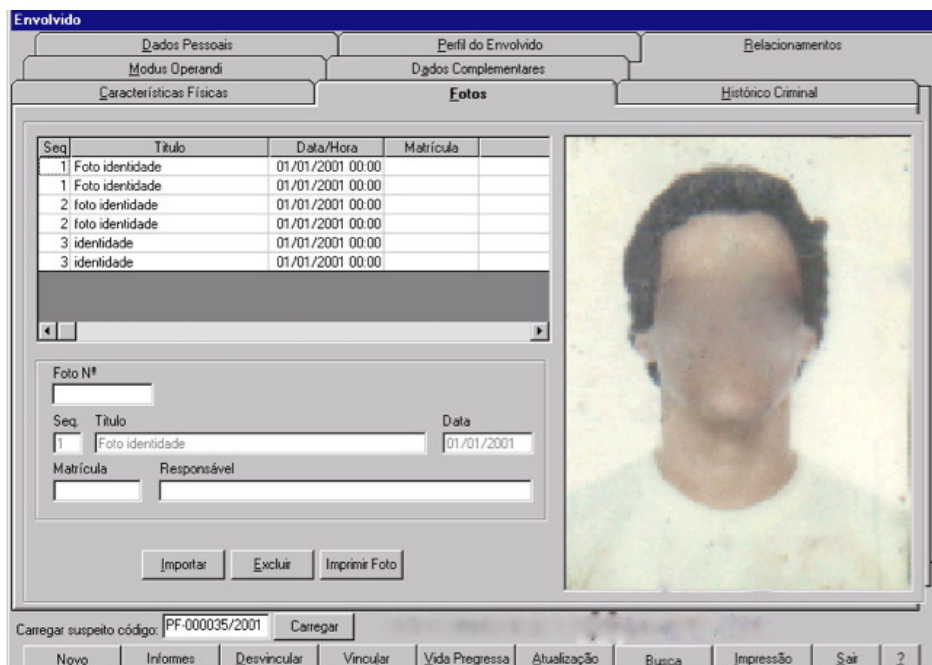 Envolvido
Dados Pessoais Perfil do Envolvido Relacionamentos
Modus Operandi Dados Complementares
Características Físicas Fotos Histórico Criminal
Seq Título Data/Hora Matrícula
1 Foto identidade 01/01/2001 00:00
1 Foto identidade 01/01/2001 00:00
2 foto identidade 01/01/2001 00:00
2 foto identidade 01/01/2001 00:00
3 identidade 01/01/2001 00:00
3 identidade 01/01/2001 00:00
Foto Nº
Seq. Título Data
1 Foto identidade 01/01/2001
Matrícula Responsável
Importar Excluir Imprimir Foto
Carregar suspeito código: PF-000035/2001 Carregar
Novo Informes Desvincular Vincular Vida Pregressa Atualização Busca Impressão Sair ?